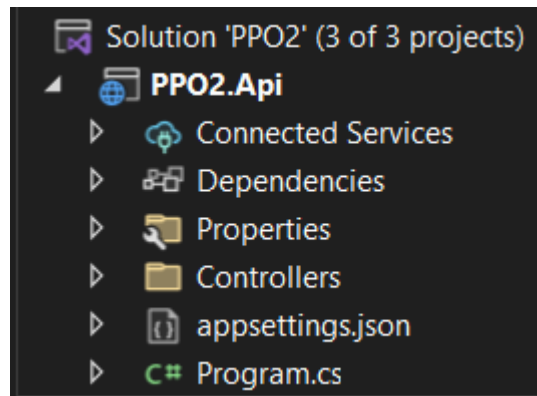 Solution 'PPO2' (3 of 3 projects)
PPO2.Api
Connected Services
Dependencies
Properties
Controllers
appsettings.json
C# Program.cs